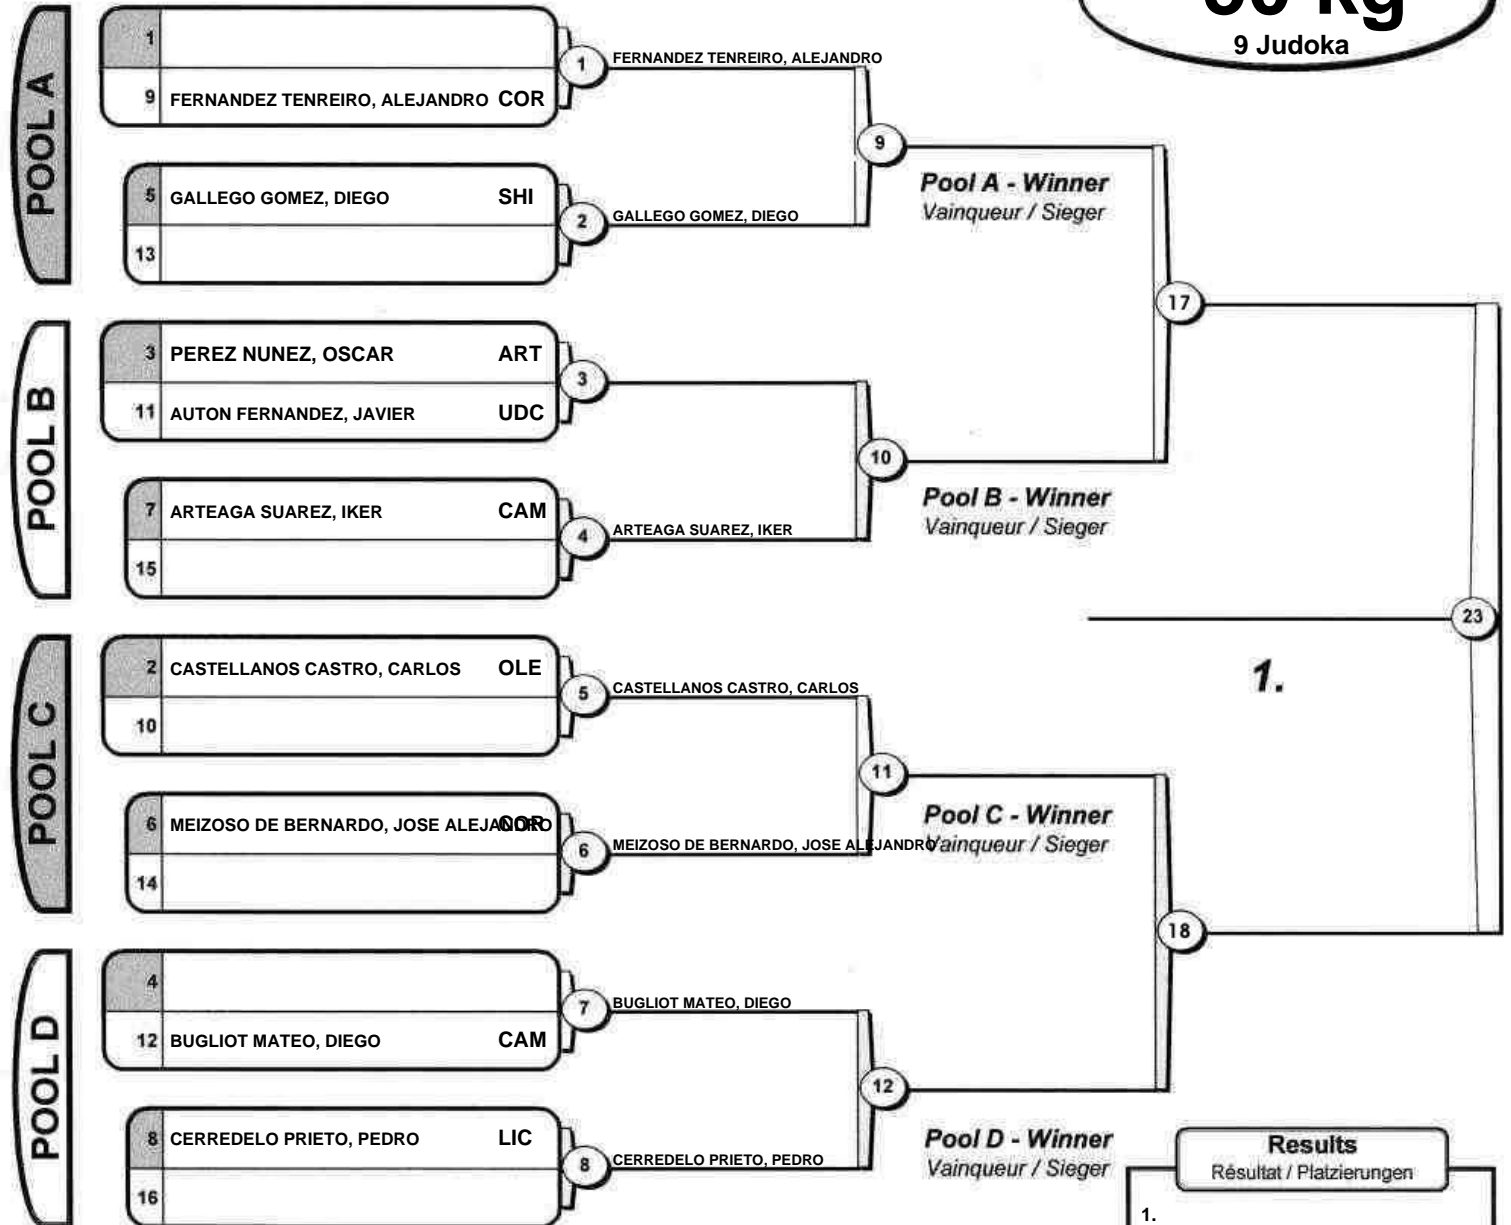 kg
9 Judoka
POOL A
1
9 FERNANDEZ TENREIRO, ALEJANDRO COR
1
FERNANDEZ TENREIRO, ALEJANDRO
5 GALLEGO GOMEZ, DIEGO SHI
13
2
GALLEGO GOMEZ, DIEGO
9
Pool A - Winner
Vainqueur / Sieger
17
POOL B
3 PEREZ NUNEZ, OSCAR ART
11 AUTON FERNANDEZ, JAVIER UDC
3
7 ARTEAGA SUAREZ, IKER CAM
15
4
ARTEAGA SUAREZ, IKER
10
Pool B - Winner
Vainqueur / Sieger
23
1.
POOL C
2 CASTELLANOS CASTRO, CARLOS OLE
10
5
CASTELLANOS CASTRO, CARLOS
6 MEIZOSO DE BERNARDO, JOSE ALEJANDRO COR
14
6
MEIZOSO DE BERNARDO, JOSE ALEJANDRO
11
Pool C - Winner
Vainqueur / Sieger
18
POOL D
4
12 BUGLIOT MATEO, DIEGO CAM
7
BUGLIOT MATEO, DIEGO
8 CERREDELO PRIETO, PEDRO LIC
16
8
CERREDELO PRIETO, PEDRO
12
Pool D - Winner
Vainqueur / Sieger
Results
Résultat / Platzierungen
1.